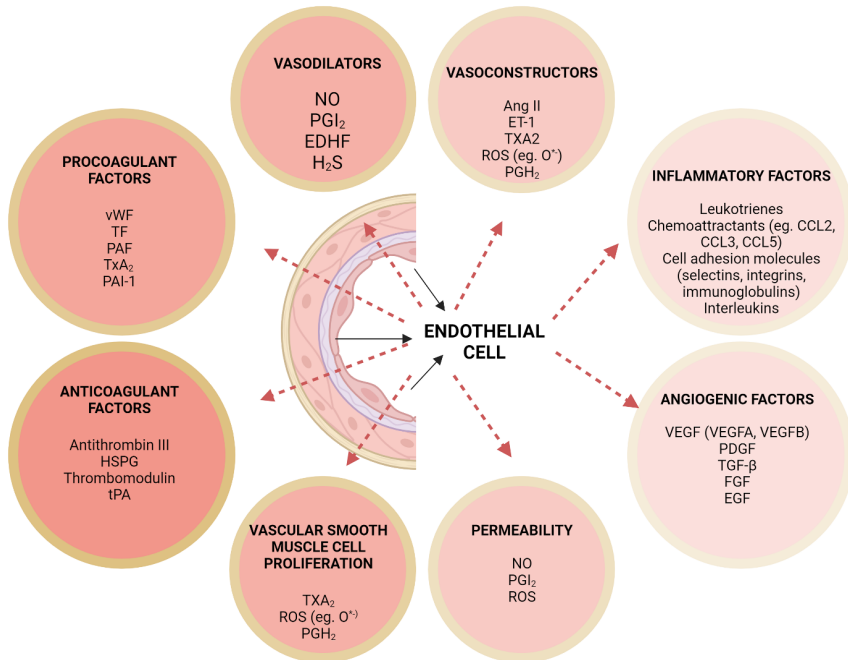 VASODILATORS
NO
PGI₂
EDHF
H₂S
VASOCONSTRUCTORS
Ang II
ET-1
TXA2
ROS (eg. O*⁻)
PGH₂
PROCOAGULANT
FACTORS
vWF
TF
PAF
TxA₂
PAI-1
INFLAMMATORY FACTORS
Leukotrienes
Chemoattractants (eg. CCL2,
CCL3, CCL5)
Cell adhesion molecules
(selectins, integrins,
immunoglobulins)
Interleukins
ENDOTHELIAL
CELL
ANTICOAGULANT
FACTORS
Antithrombin III
HSPG
Thrombomodulin
tPA
ANGIOGENIC FACTORS
VEGF (VEGFA, VEGFB)
PDGF
TGF-β
FGF
EGF
VASCULAR SMOOTH
MUSCLE CELL
PROLIFERATION
TXA₂
ROS (eg. O*⁻)
PGH₂
PERMEABILITY
NO
PGI₂
ROS